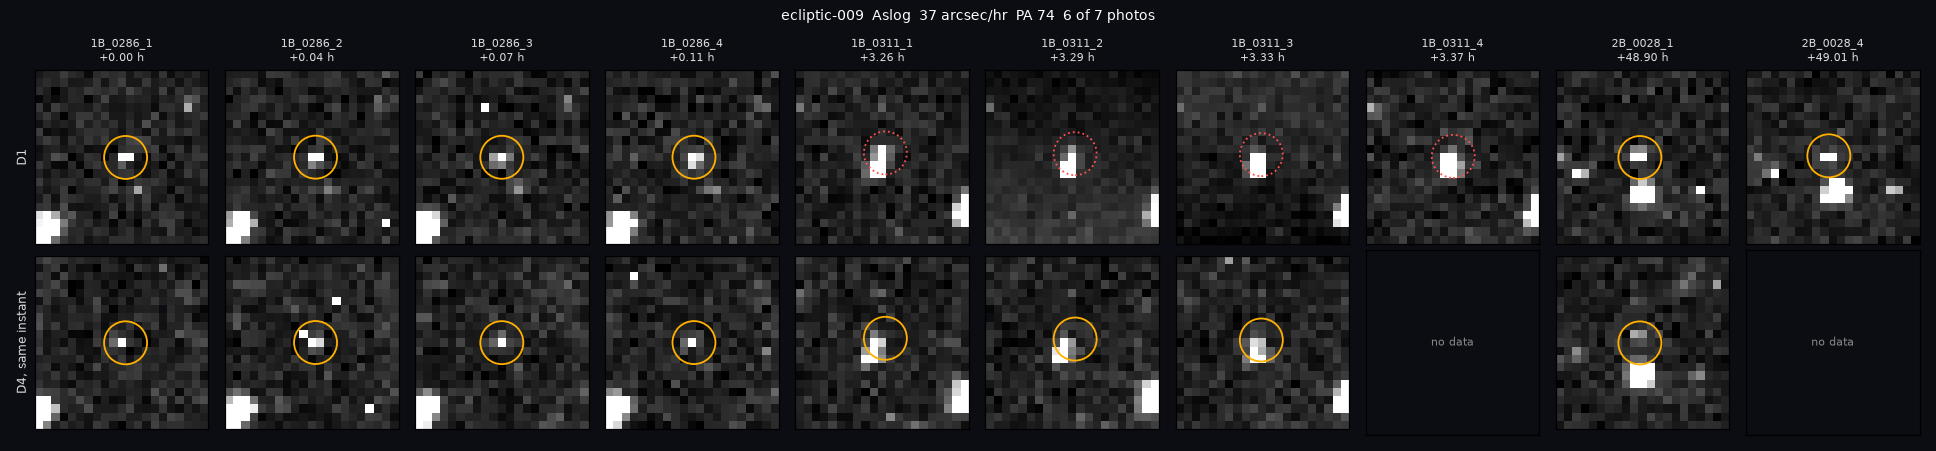 ecliptic-009 Aslog 37 arcsec/hr PA 74 6 of 7 photos
1B_0286_1
+0.00 h
1B_0286_2
+0.04 h
1B_0286_3
+0.07 h
1B_0286_4
+0.11 h
1B_0311_1
+3.26 h
1B_0311_2
+3.29 h
1B_0311_3
+3.33 h
1B_0311_4
+3.37 h
2B_0028_1
+48.90 h
2B_0028_4
+49.01 h
D1
D4, same instant
no data
no data